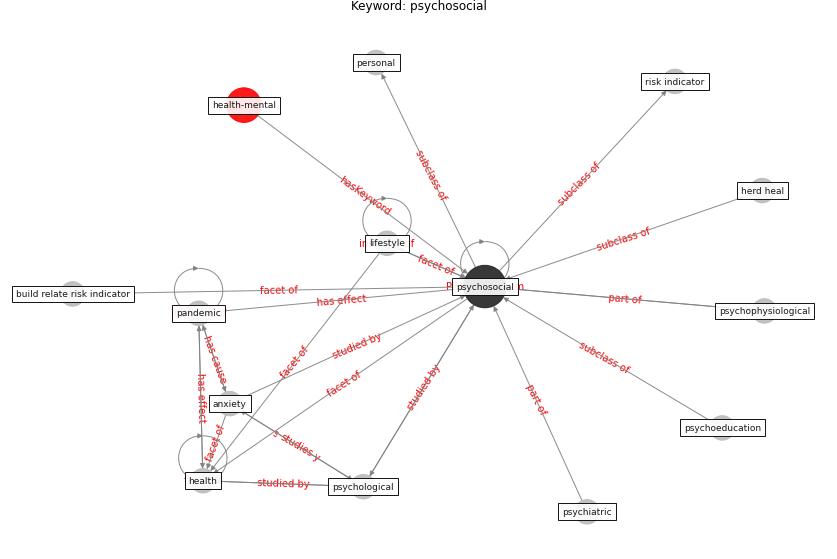 Keyword: psychosocial
personal
risk indicator
health-mental
subclass of
subclass of
hasKeyword
herd heal
subclass of
lifestyle
facet of
psychosocial
build relate risk indicator
facet of
has effect
part of
pandemic
psychophysiological
has cause
studied by
facet of
subclass of
has effect
facet of
studied by
part of
anxiety
psychoeducation
facet of
studies
health
studied by
psychological
psychiatric